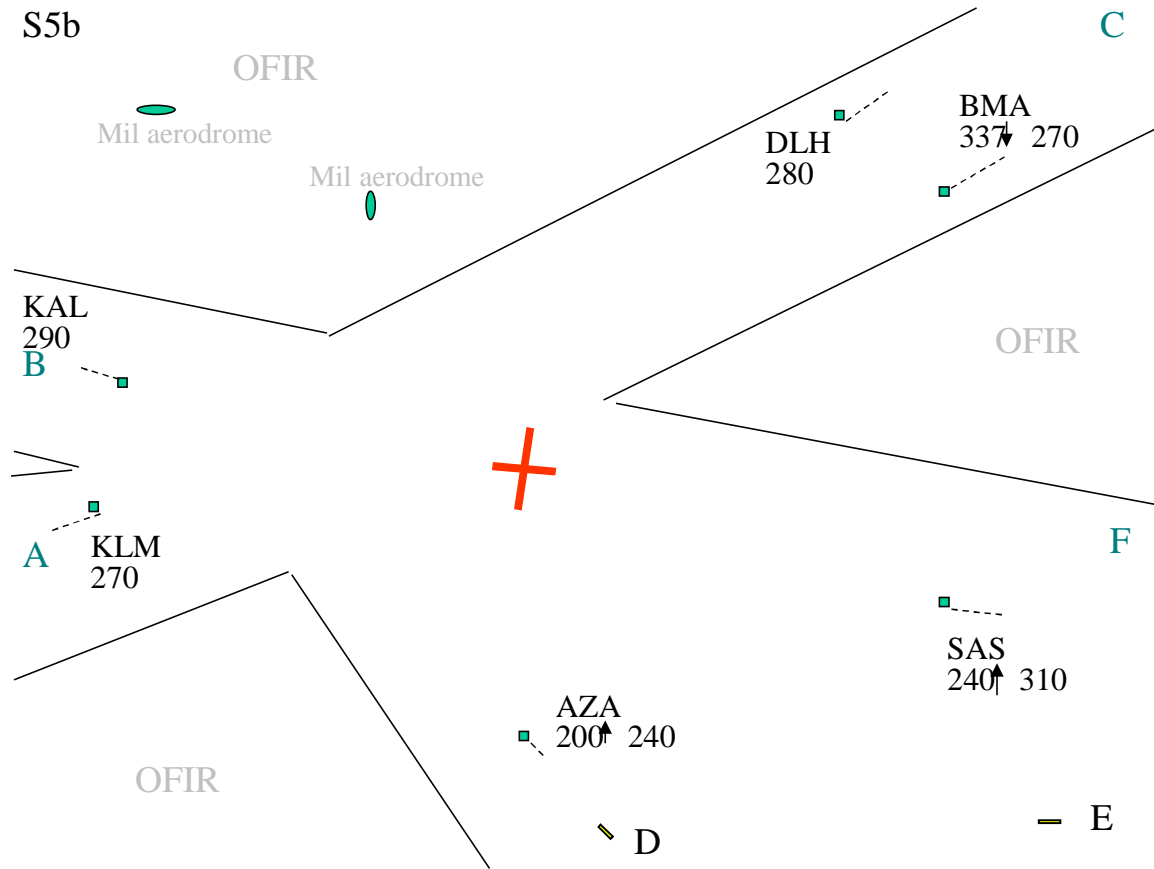 S5b
C
OFIR
Mil aerodrome
Mil aerodrome
DLH
280
BMA
337 270
KAL
290
B
OFIR
A
KLM
270
F
SAS
240 310
AZA
200 240
OFIR
D
E